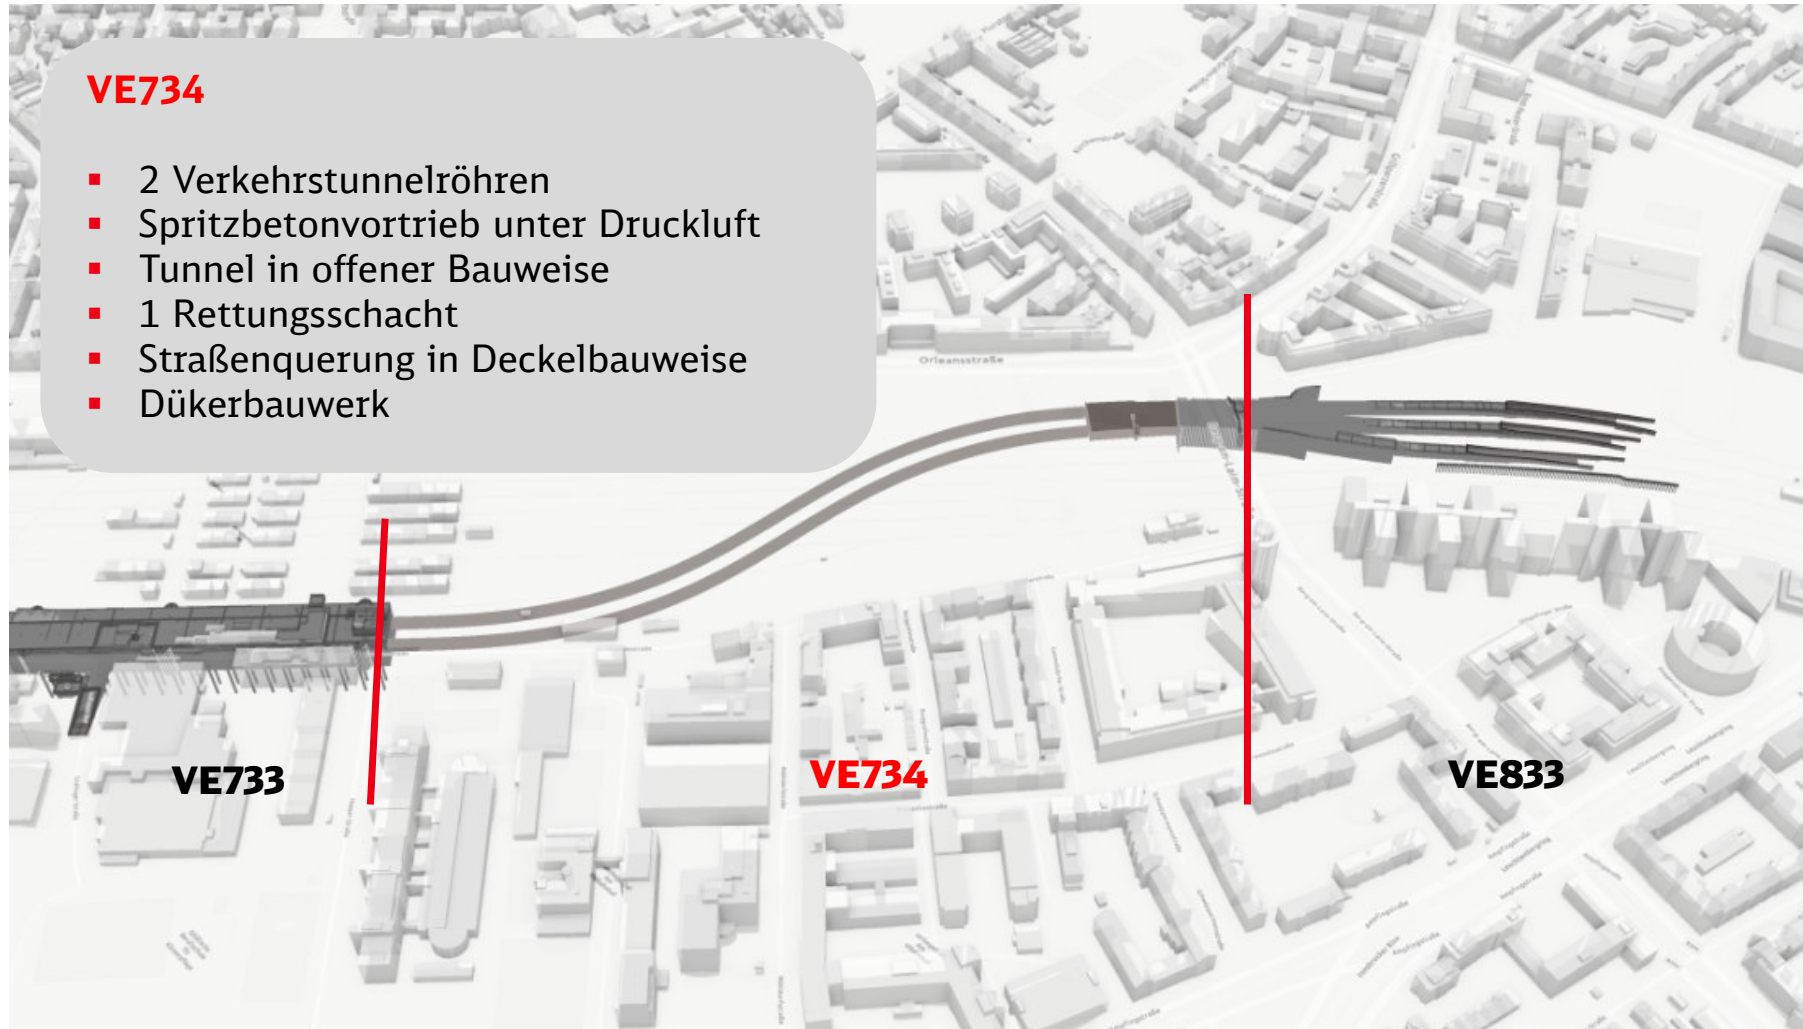 VE734
▪ 2 Verkehrstunnelröhren
▪ Spritzbetonvortrieb unter Druckluft
▪ Tunnel in offener Bauweise
▪ 1 Rettungsschacht
▪ Straßenquerung in Deckelbauweise
▪ Dükerbauwerk
Orleansstraße
VE733
VE734
VE833